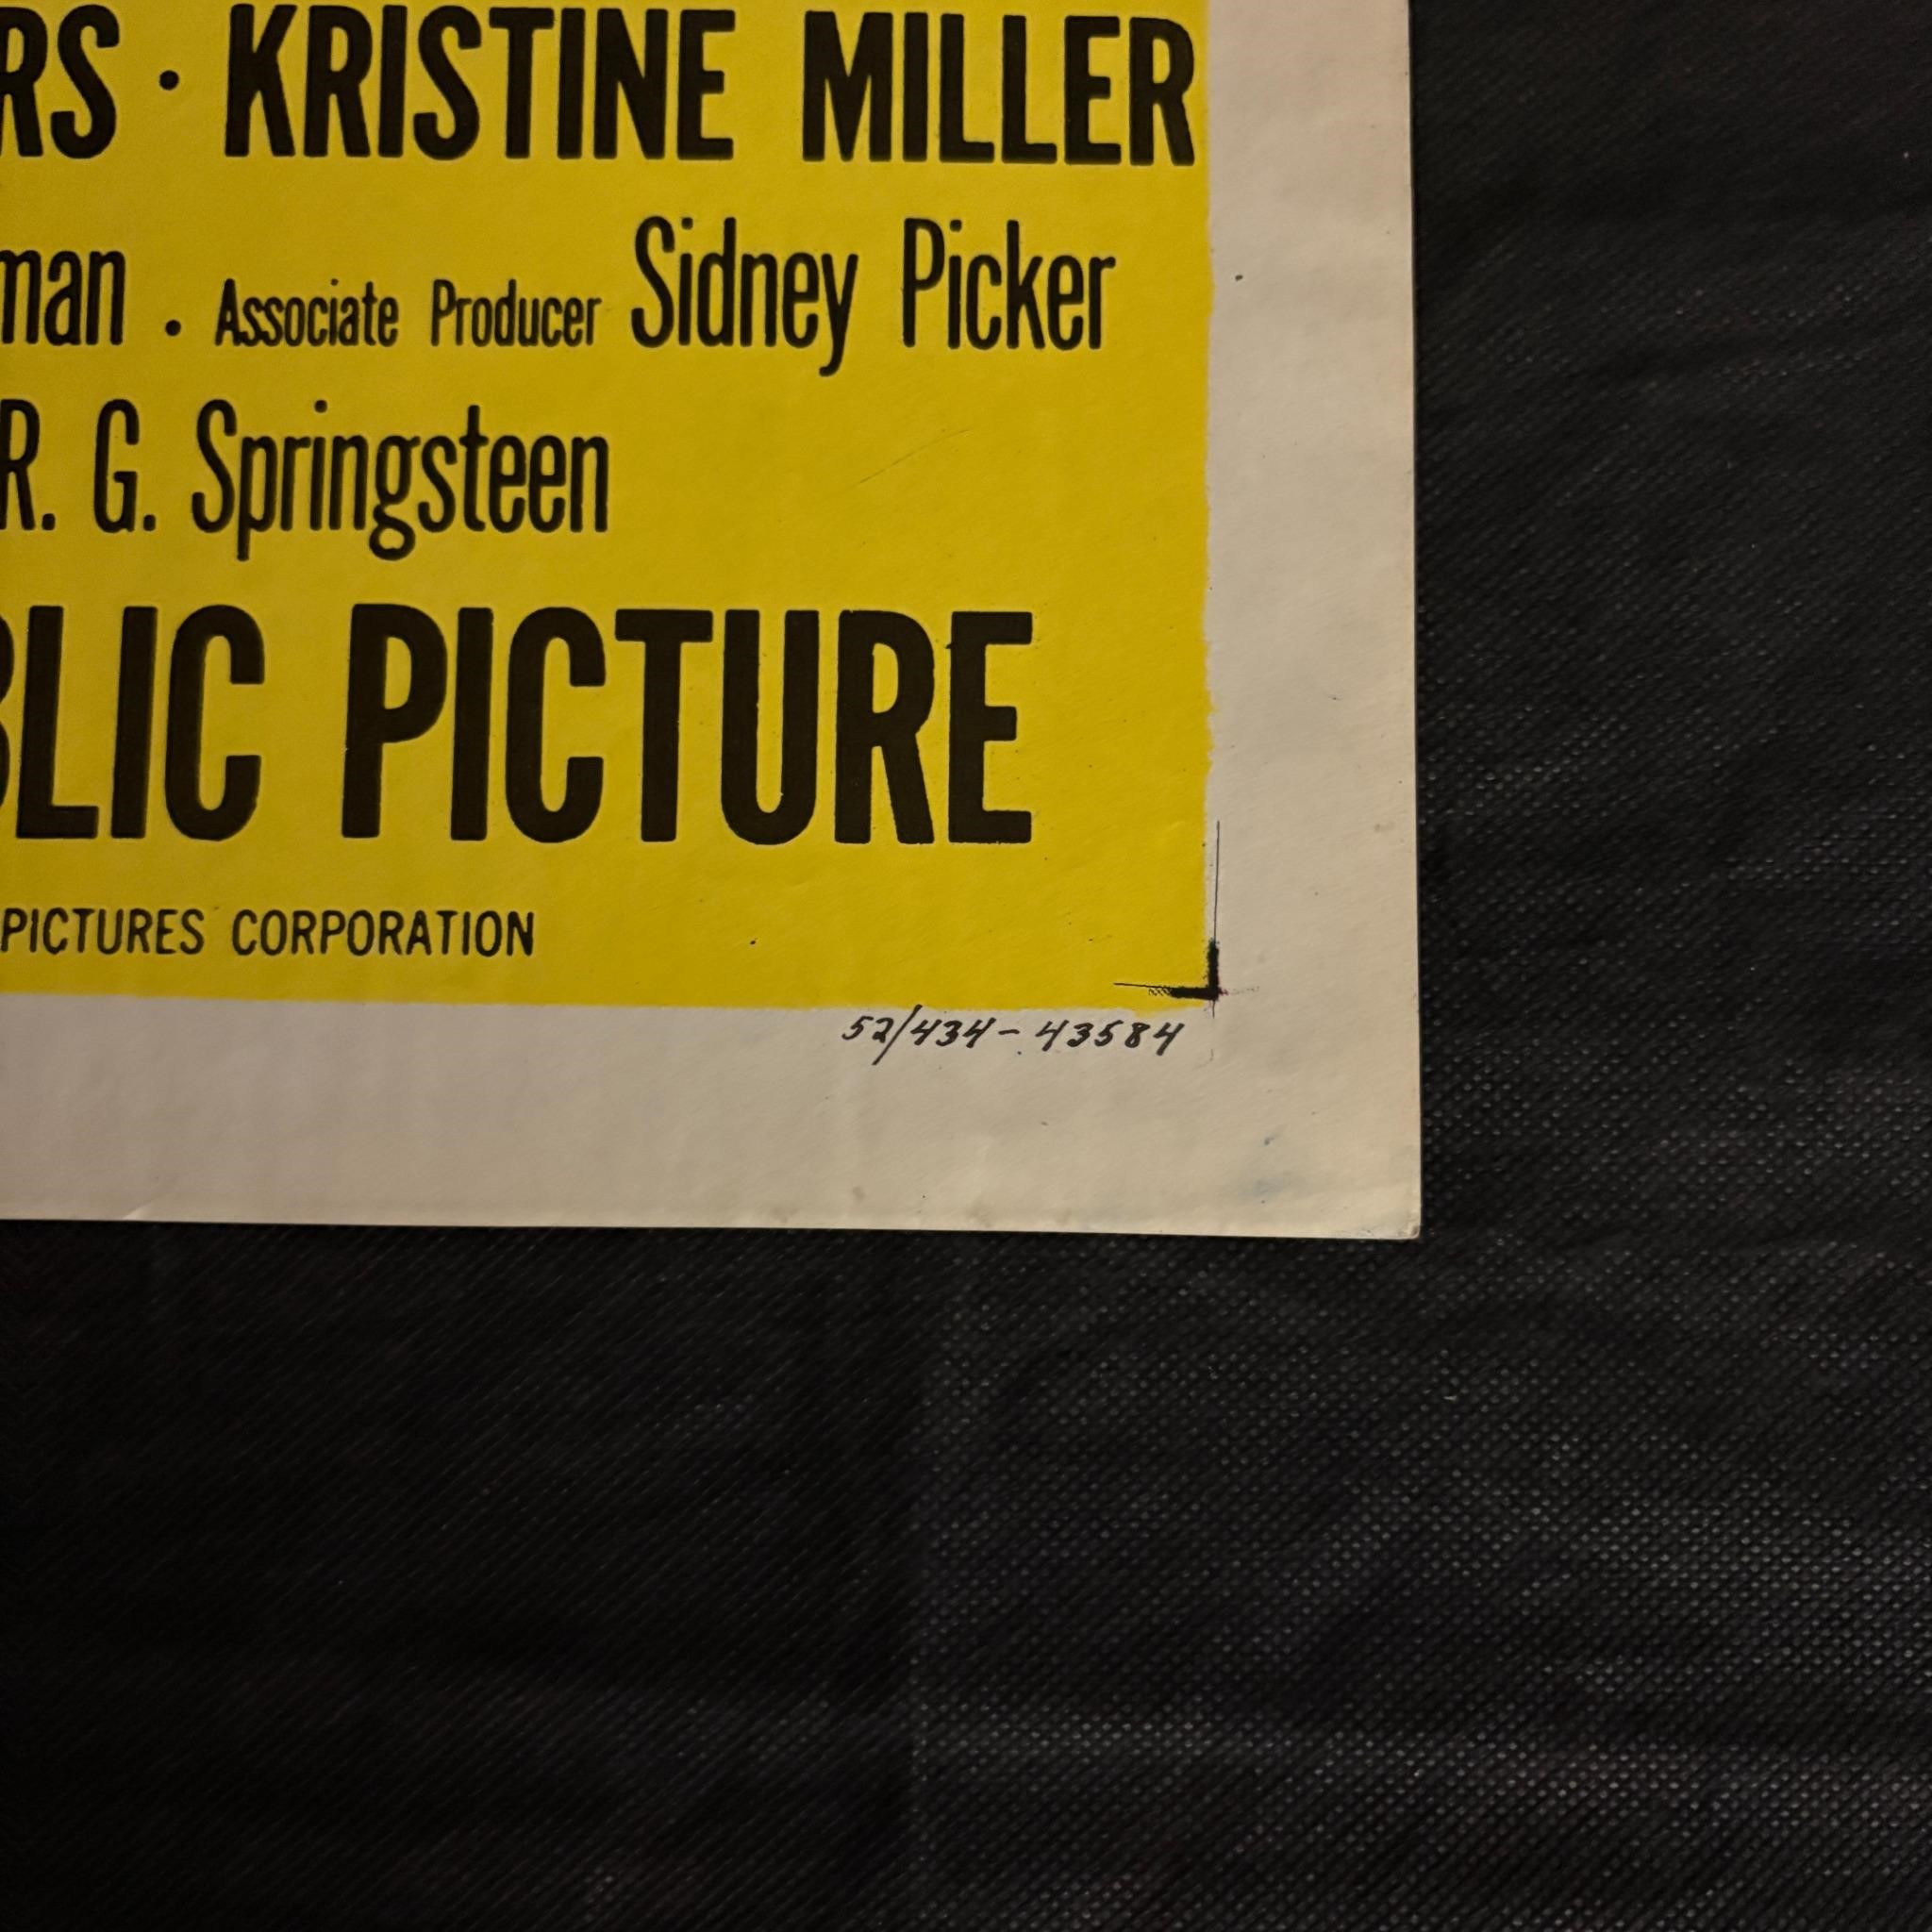 RS · KRISTINE MILLER
man . Associate Producer Sidney Picker
R. G. Springsteen
BLIC PICTURE
PICTURES CORPORATION
52/434-43584